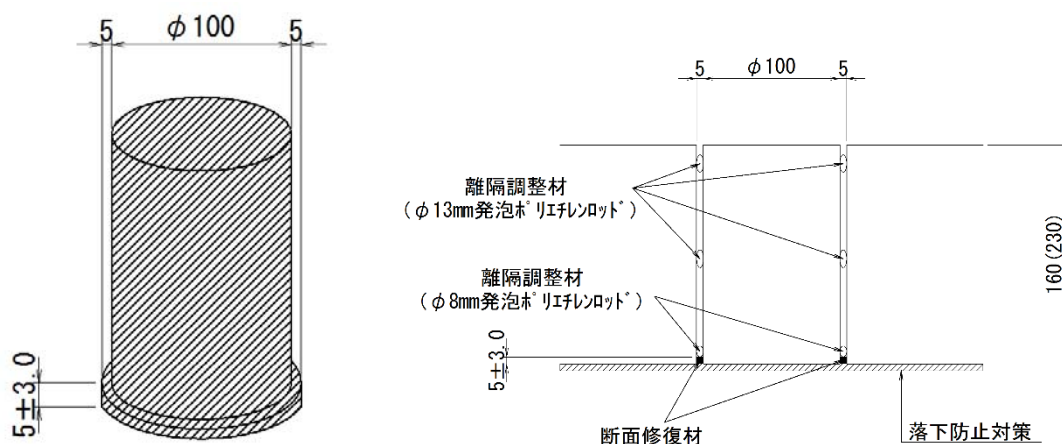 5 φ100 5
5±3.0
5 φ100 5
離隔調整材
(φ13mm発泡ポリエチレンロッド)
離隔調整材
(φ8mm発泡ポリエチレンロッド)
160(230)
5±3.0
断面修復材
落下防止対策